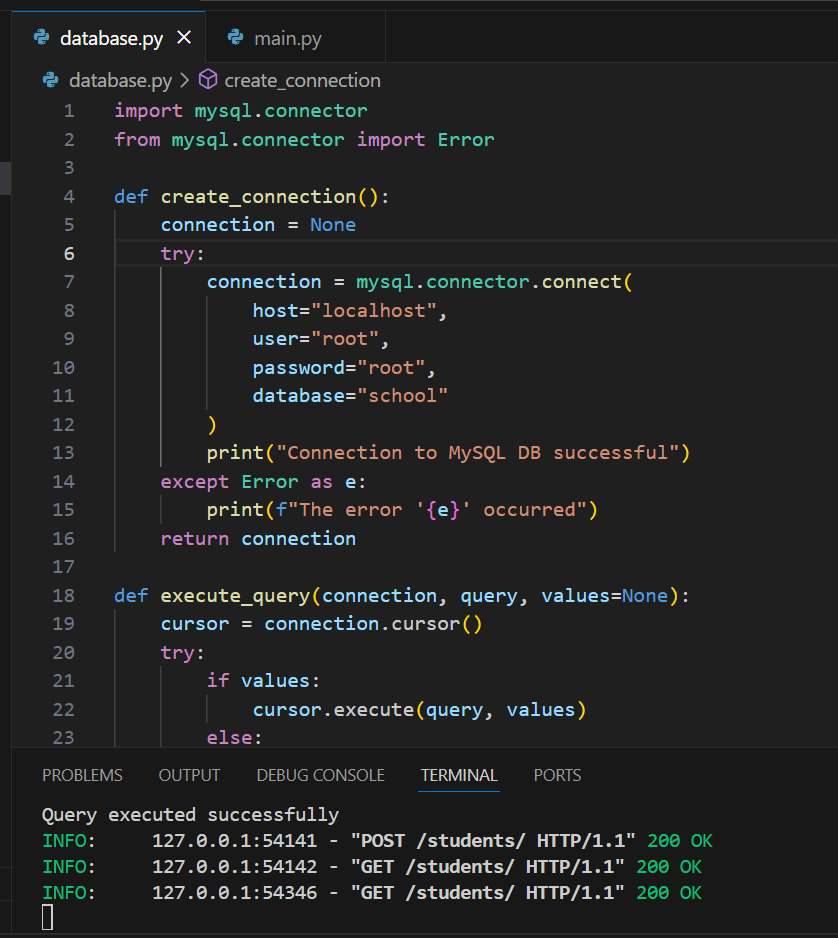 database.py
main.py
database.py > create_connection
1 import mysql.connector
2 from mysql.connector import Error
3
4 def create_connection():
5     connection = None
6     try:
7         connection = mysql.connector.connect(
8             host="localhost",
9             user="root",
10             password="root",
11             database="school"
12         )
13         print("Connection to MySQL DB successful")
14     except Error as e:
15         print(f"The error '{e}' occurred")
16     return connection
17
18 def execute_query(connection, query, values=None):
19     cursor = connection.cursor()
20     try:
21         if values:
22             cursor.execute(query, values)
23         else:
PROBLEMS OUTPUT DEBUG CONSOLE TERMINAL PORTS
Query executed successfully
INFO:     127.0.0.1:54141 - "POST /students/ HTTP/1.1" 200 OK
INFO:     127.0.0.1:54142 - "GET /students/ HTTP/1.1" 200 OK
INFO:     127.0.0.1:54346 - "GET /students/ HTTP/1.1" 200 OK